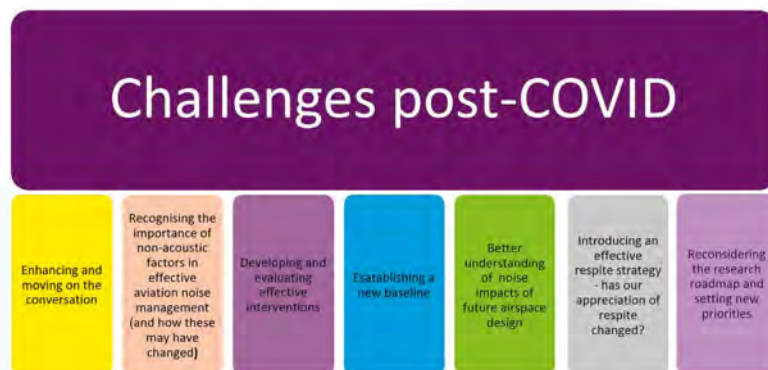 Challenges post-COVID
Enhancing and
moving on the
conversation
Recognising the
importance of
non-acoustic
factors in
effective
aviation noise
management
(and how these
may have
changed)
Developing and
evaluating
effective
interventions
Esatablishing a
new baseline
Better
understanding
of noise
impacts of
future airspace
design
Introducing an
effective
respite strategy
- has our
appreciation of
respite
changed?
Reconsidering
the research
roadmap and
setting new
priorities